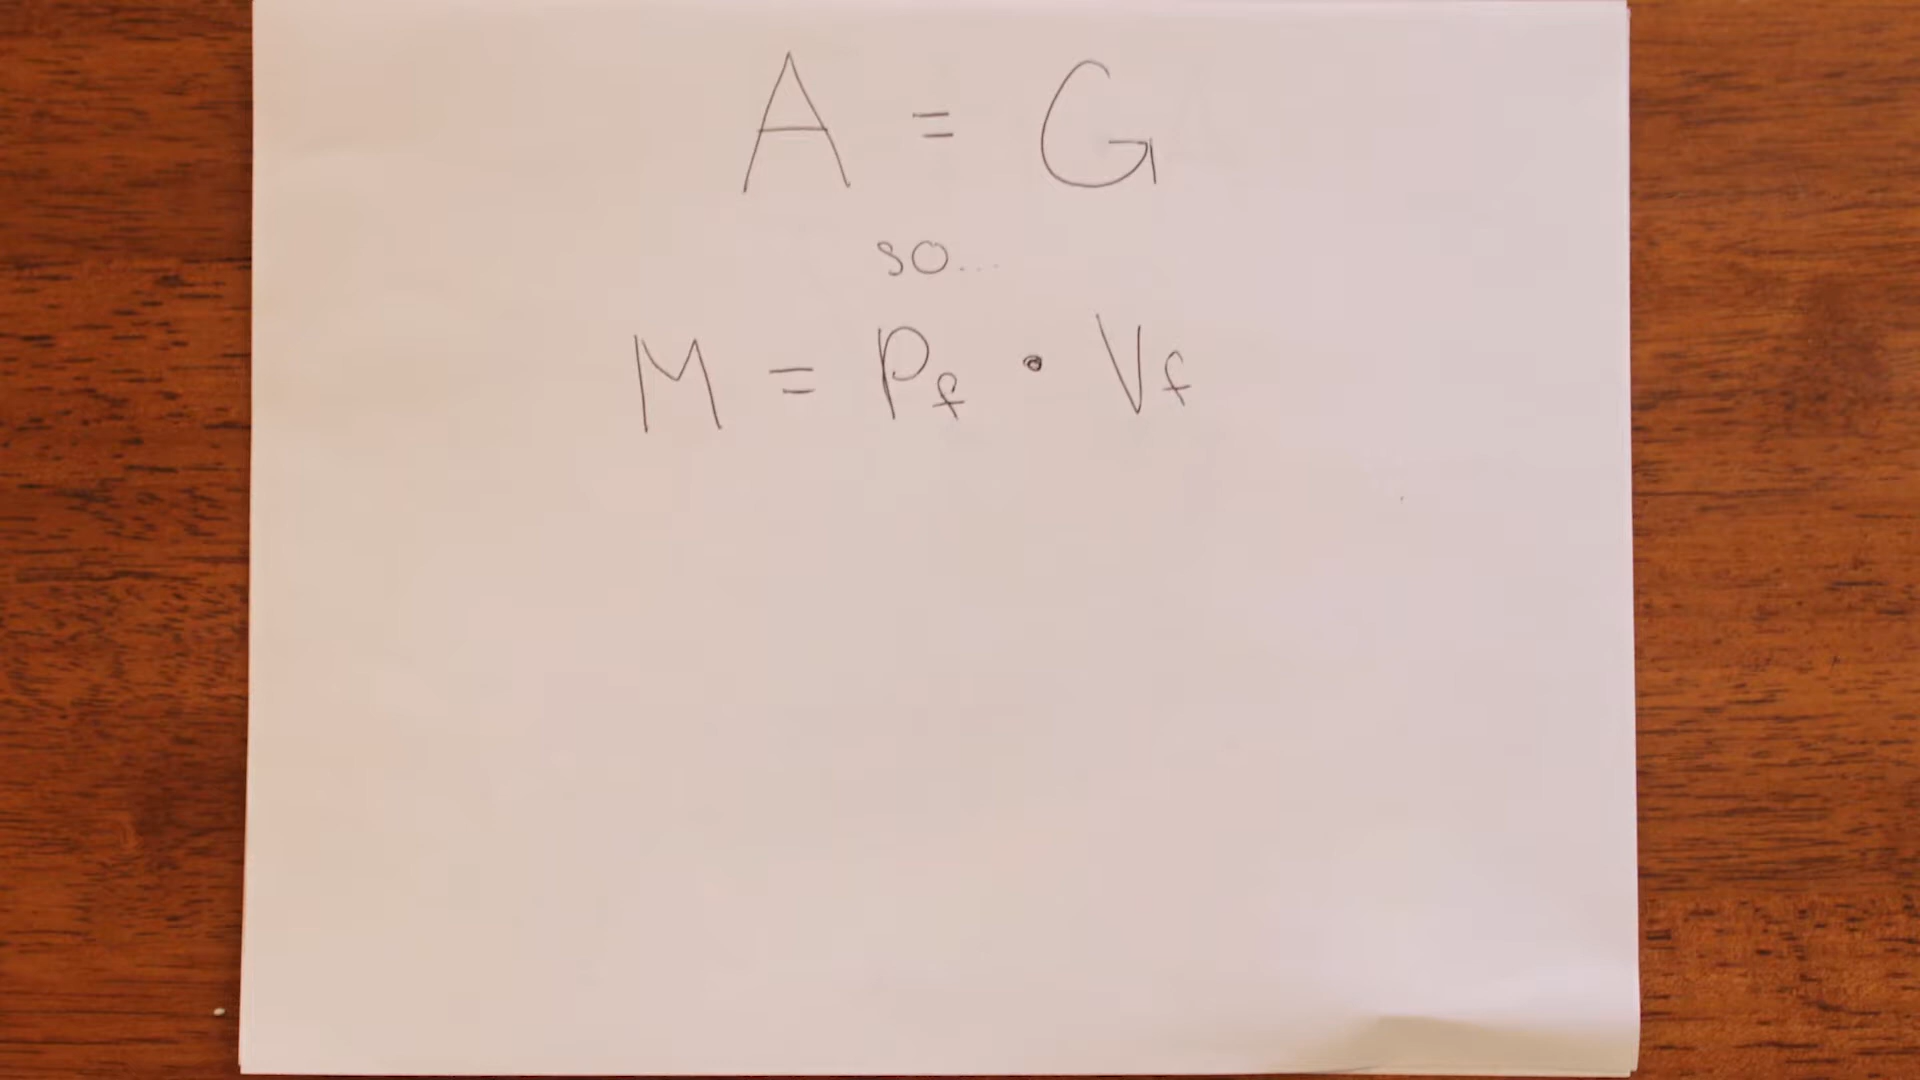 A = G
so...
M = Pf • Vf